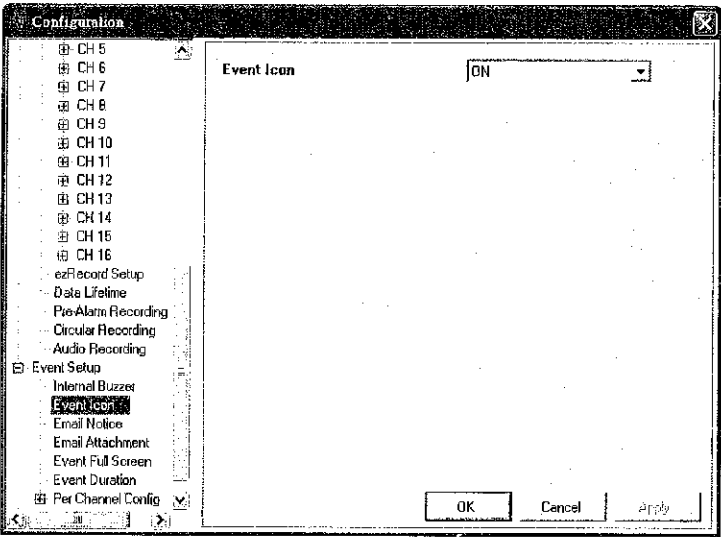 Configuration
CH 5
CH 6
CH 7
CH 8
CH 9
CH 10
CH 11
CH 12
CH 13
CH 14
CH 15
CH 16
ezRecord Setup
Data Lifetime
Pre-Alarm Recording
Circular Recording
Audio Recording
Event Setup
Internal Buzzer
Event Icon
Email Notice
Email Attachment
Event Full Screen
Event Duration
Per Channel Config
Event Icon
ON
OK
Cancel
Apply